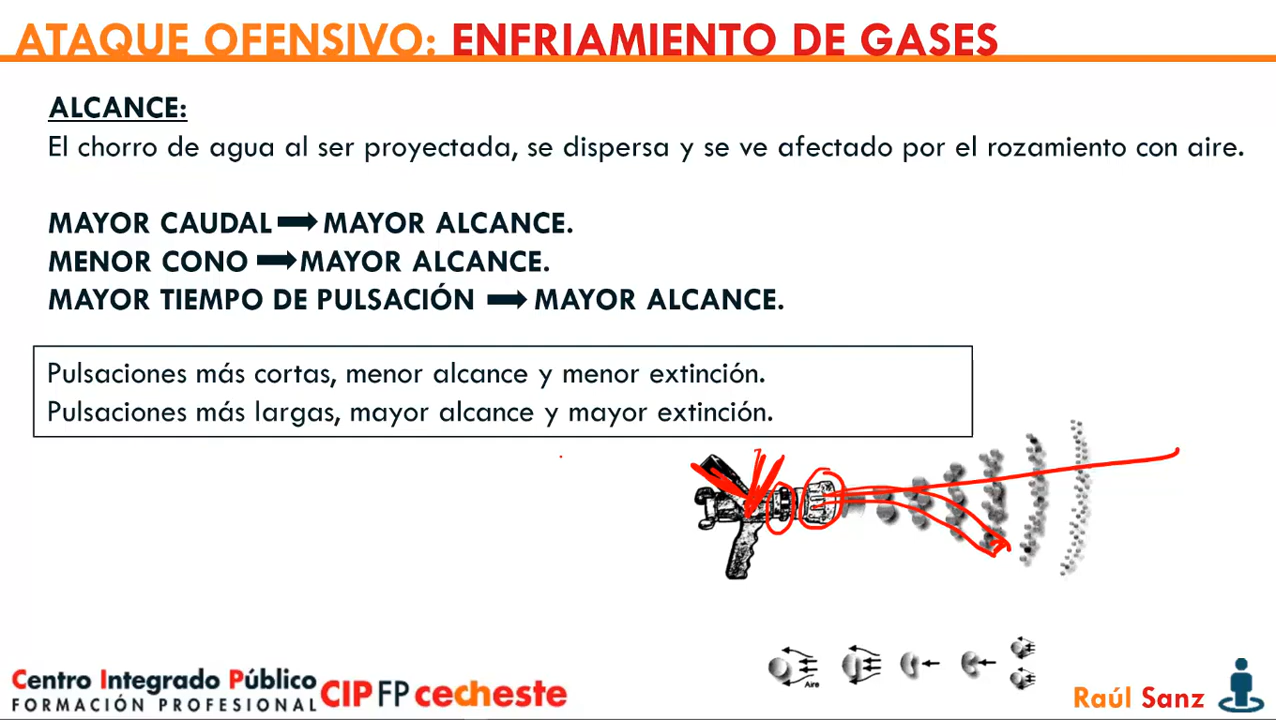 ATAQUE OFENSIVO: ENFRIAMIENTO DE GASES
ALCANCE:
El chorro de agua al ser proyectada, se dispersa y se ve afectado por el rozamiento con aire.
MAYOR CAUDAL MAYOR ALCANCE.
MENOR CONO MAYOR ALCANCE.
MAYOR TIEMPO DE PULSACIÓN MAYOR ALCANCE.
Pulsaciones más cortas, menor alcance y menor extinción.
Pulsaciones más largas, mayor alcance y mayor extinción.
Aire
Centro Integrado Público
FORMACIÓN PROFESIONAL
CIP FP cecheste
Raúl Sanz